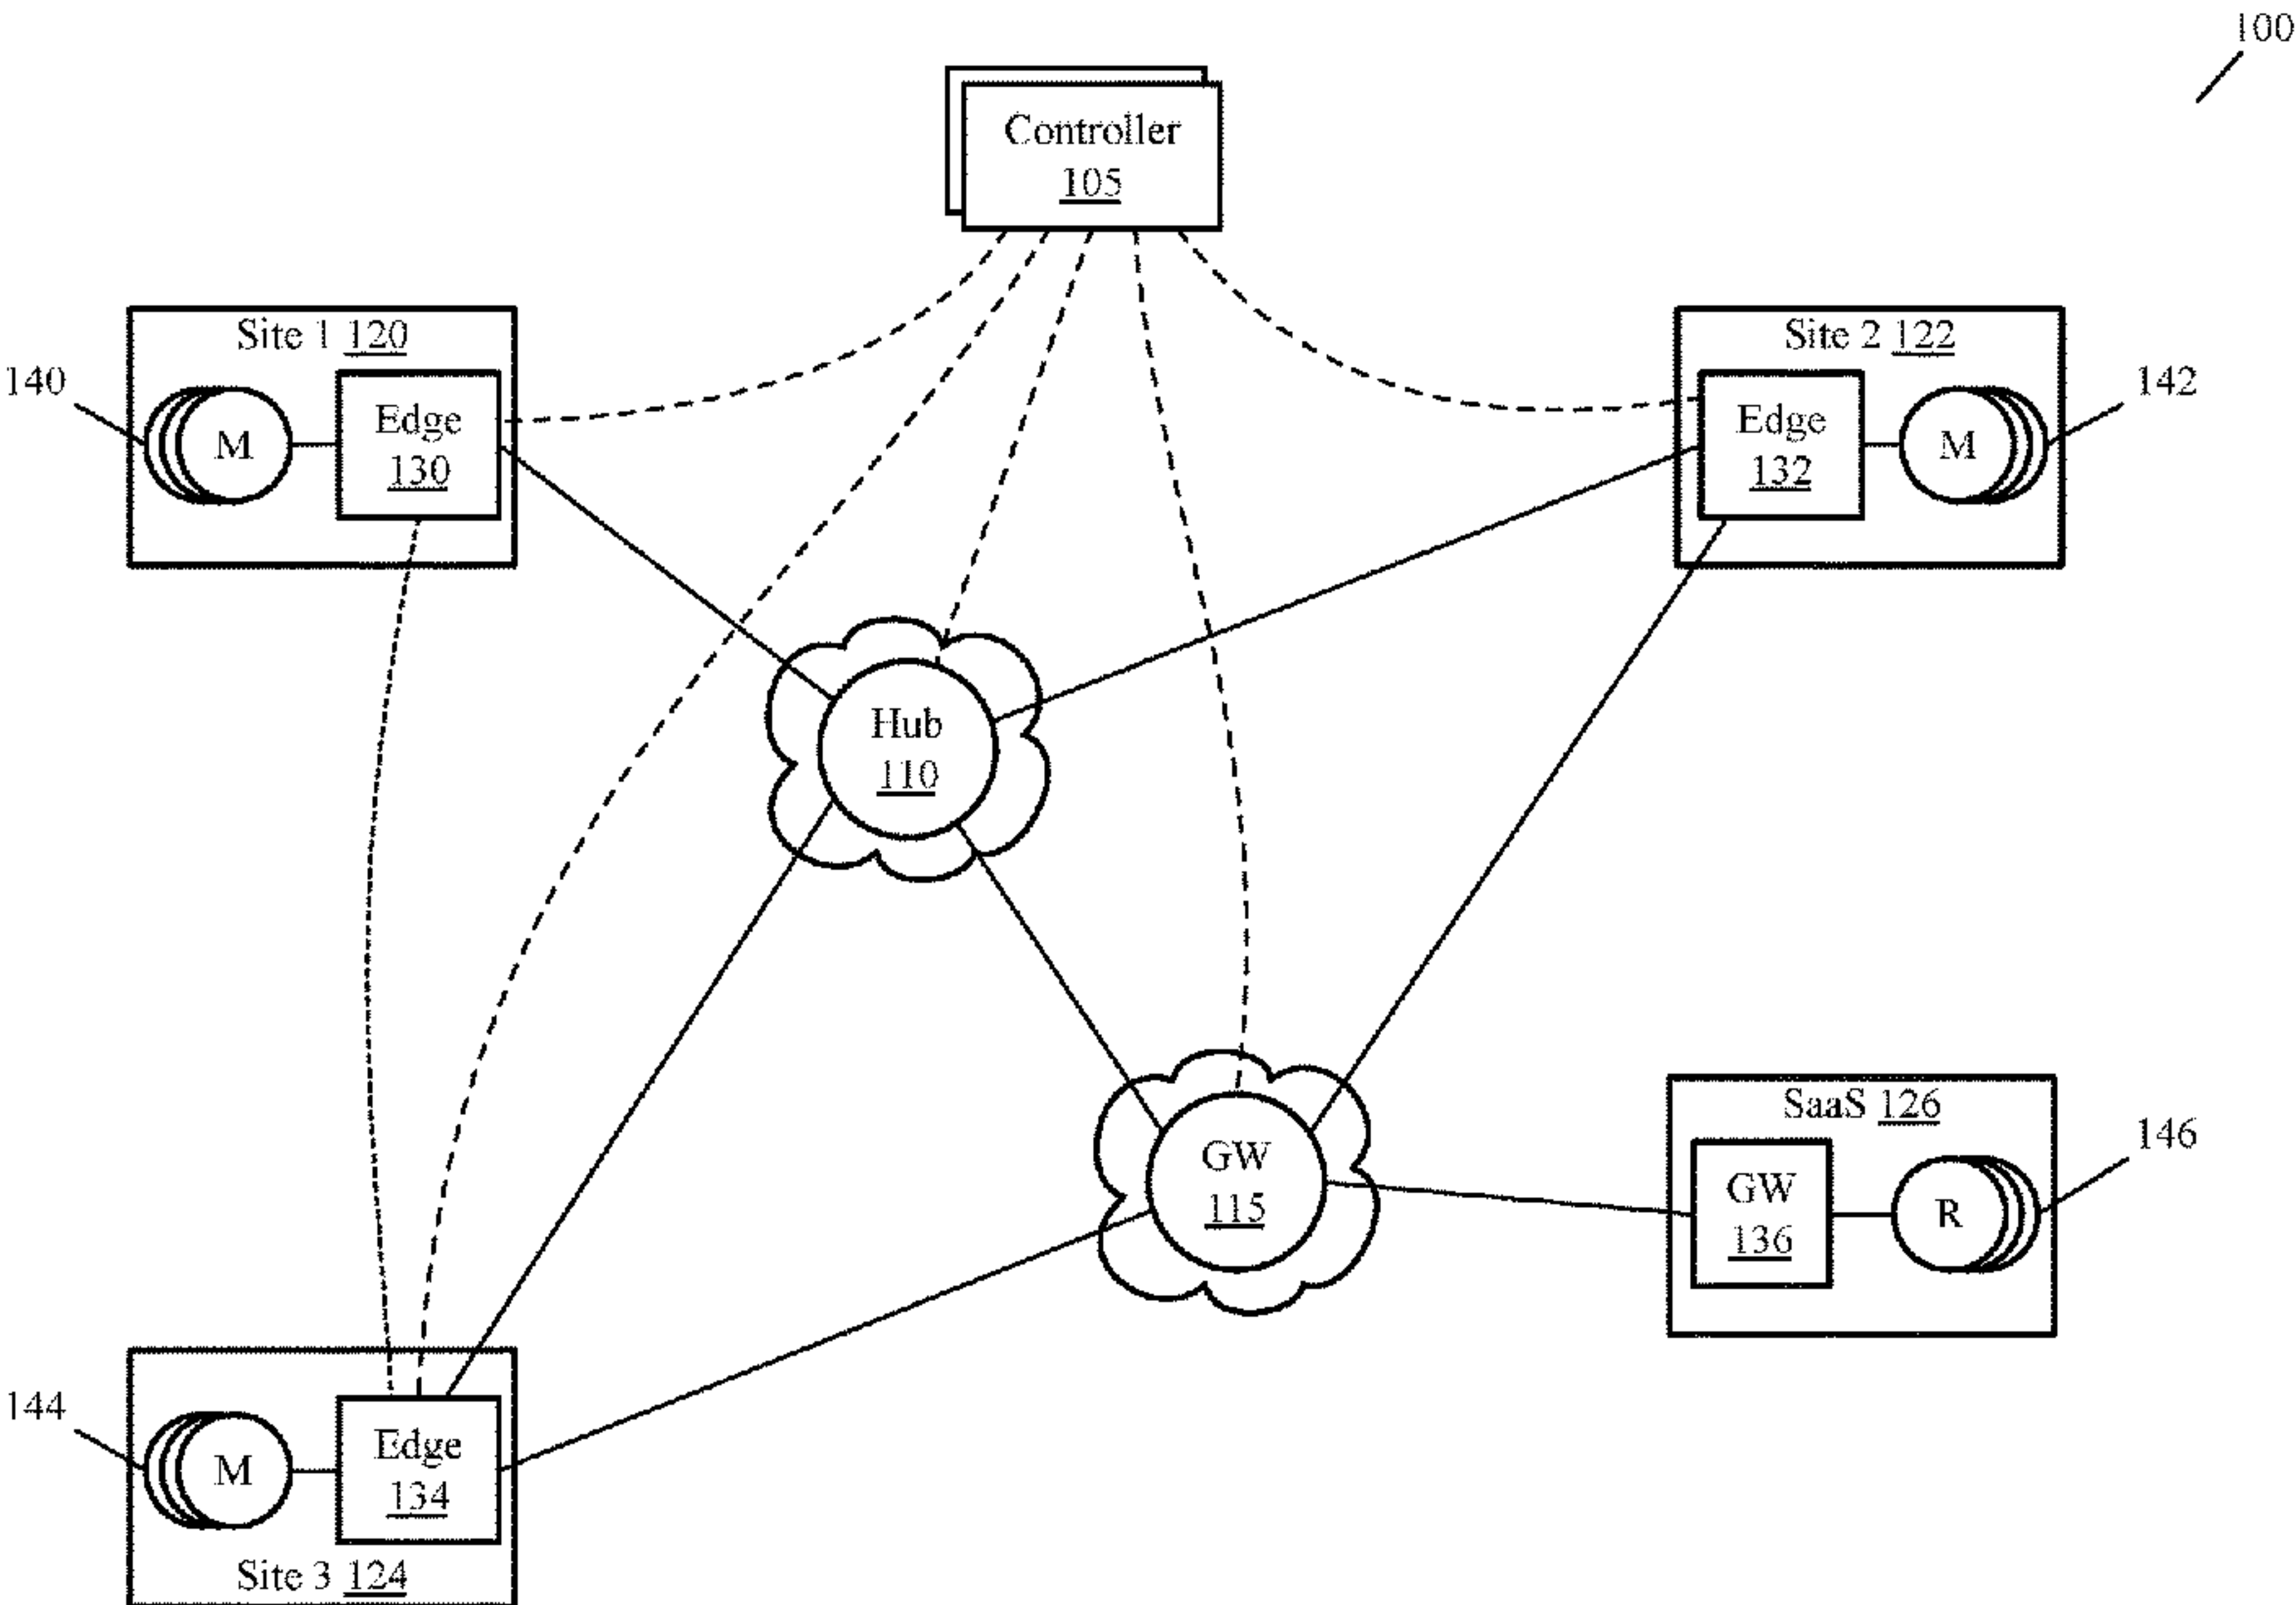 100
Controller
105
Site 1 120
Site 2 122
140
Edge
130
M
Edge
132
M
142
Hub
110
SaaS 126
146
GW
115
GW
136
R
144
M
Edge
134
Site 3 124